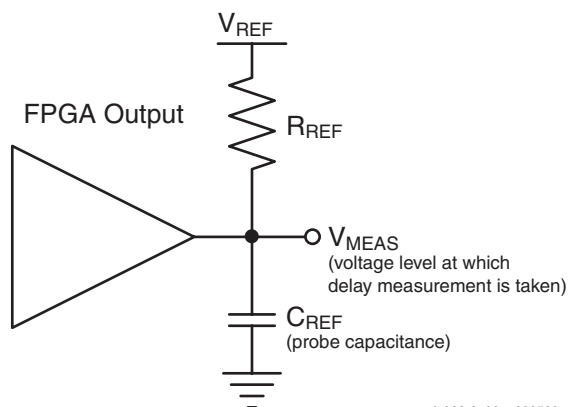 VREF
FPGA Output
RREF
VMEAS
(voltage level at which
delay measurement is taken)
CREF
(probe capacitance)